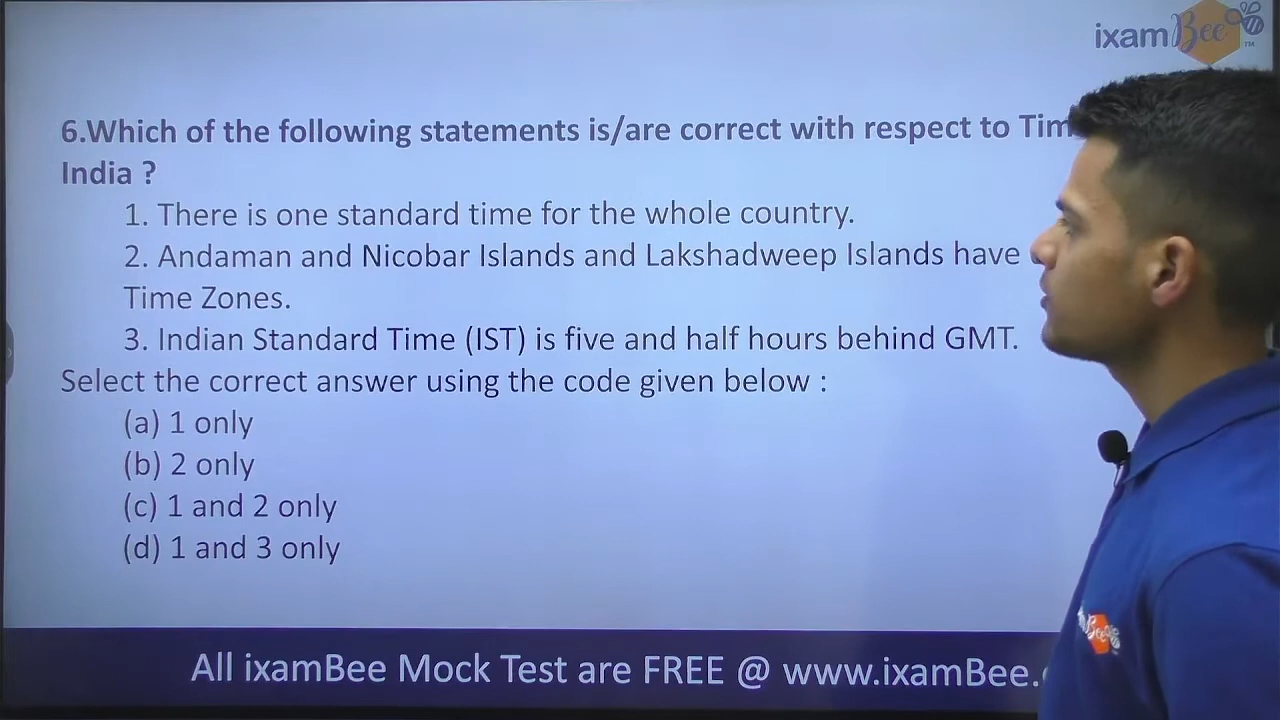 ixamBee™
6.Which of the following statements is/are correct with respect to
India ?
1. There is one standard time for the whole country.
2. Andaman and Nicobar Islands and Lakshadweep Islands have
Time Zones.
3. Indian Standard Time (IST) is five and half hours behind GMT.
Select the correct answer using the code given below :
(a) 1 only
(b) 2 only
(c) 1 and 2 only
(d) 1 and 3 only
All ixamBee Mock Test are FREE @ www.ixamBee.